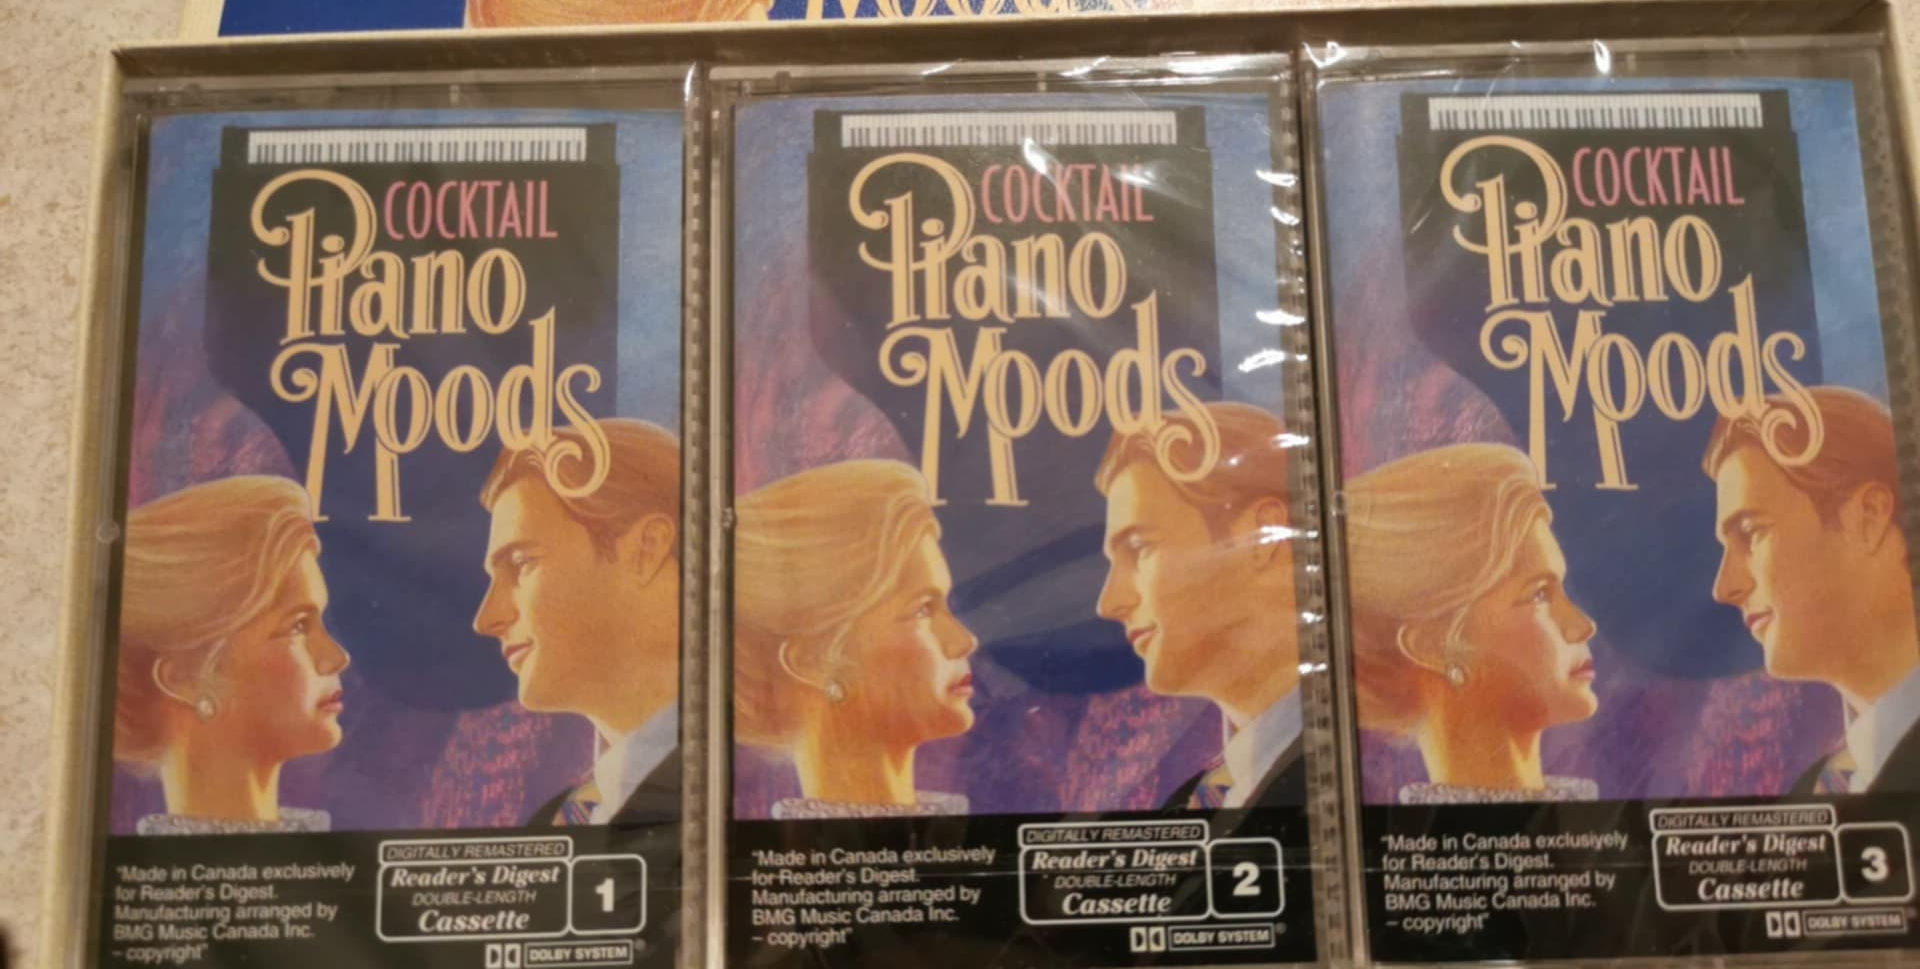 Moods
COCKTAIL
Piano
Moods
"Made in Canada exclusively
for Reader's Digest.
Manufacturing arranged by
BMG Music Canada Inc.
– copyright"
DIGITALLY REMASTERED
Reader's Digest
DOUBLE-LENGTH
Cassette
1
DOLBY SYSTEM®
COCKTAIL
Piano
Moods
"Made in Canada exclusively
for Reader's Digest.
Manufacturing arranged by
BMG Music Canada Inc.
– copyright"
DIGITALLY REMASTERED
Reader's Digest
DOUBLE-LENGTH
Cassette
2
DOLBY SYSTEM®
COCKTAIL
Piano
Moods
"Made in Canada exclusively
for Reader's Digest.
Manufacturing arranged by
BMG Music Canada Inc.
– copyright"
DIGITALLY REMASTERED
Reader's Digest
DOUBLE-LENGTH
Cassette
3
DOLBY SYSTEM®